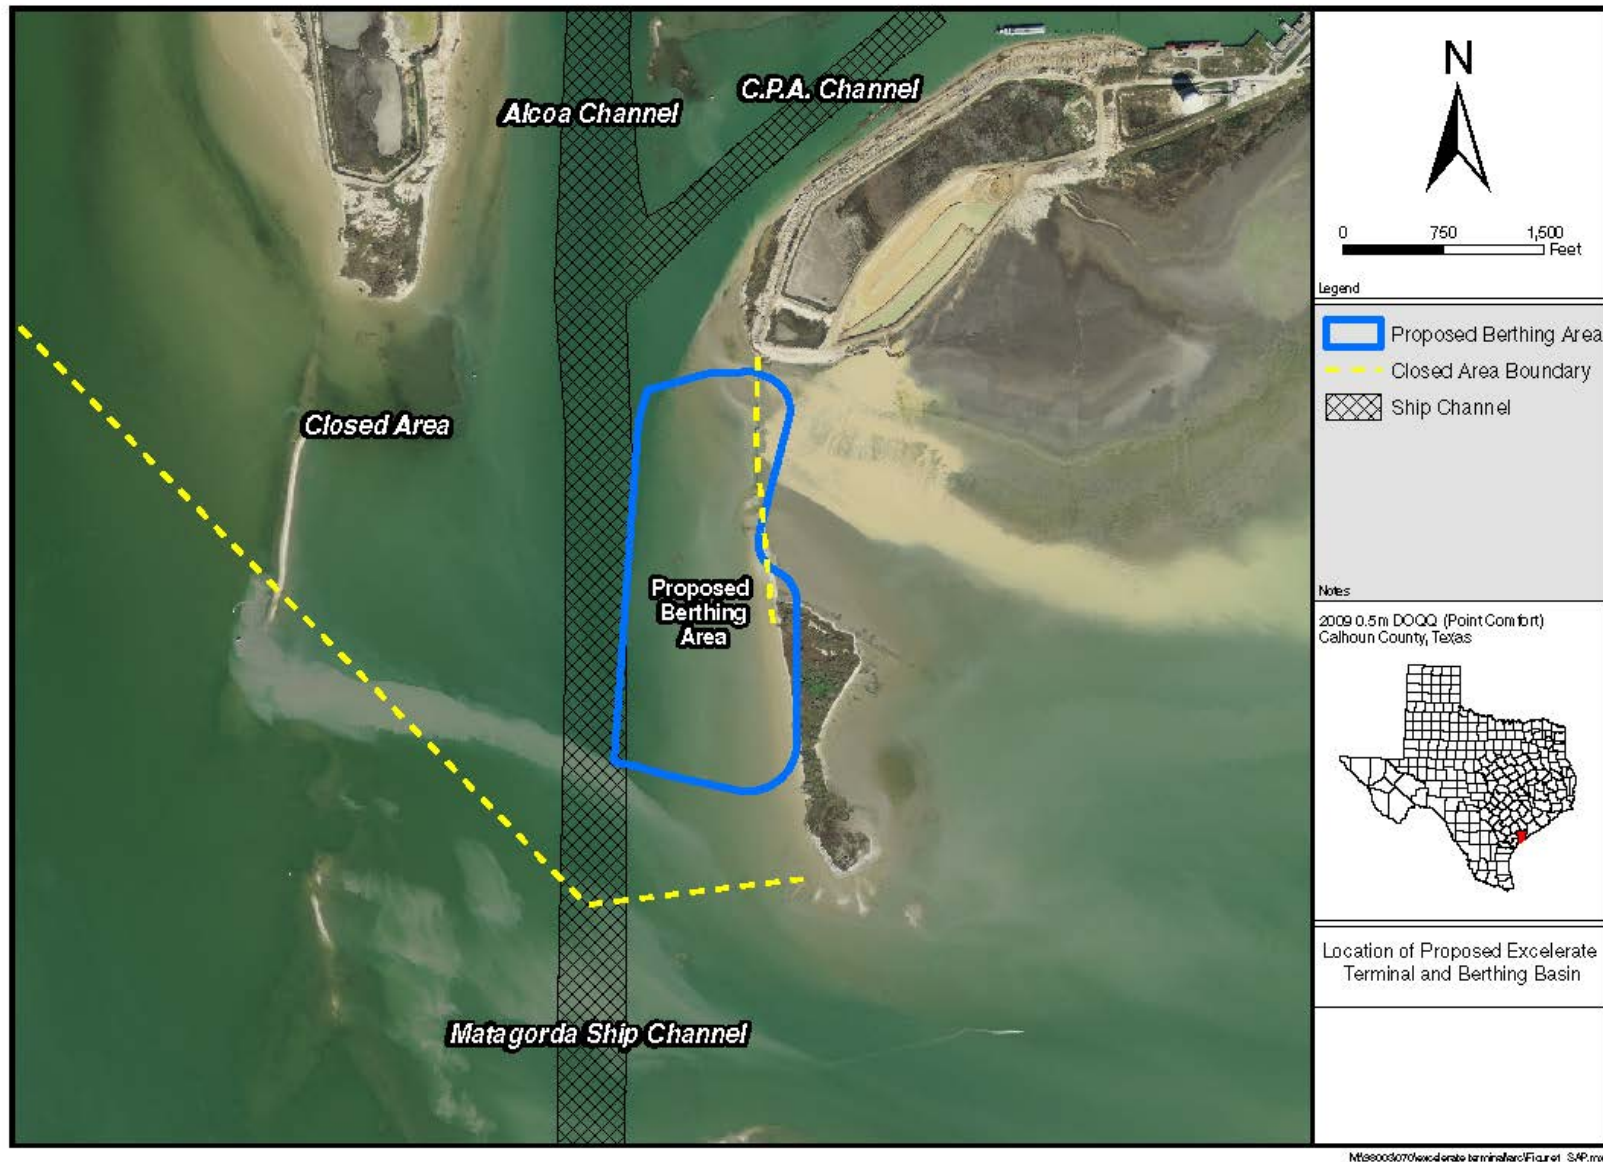 C.P.A. Channel
Alcoa Channel
Closed Area
Proposed
Berthing
Area
Matagorda Ship Channel
N
0 750 1,500
Feet
Legend
Proposed Berthing Area
Closed Area Boundary
Ship Channel
Notes
2009 0.5m DOQQ (Point Comfort)
Calhoun County, Texas
Location of Proposed Excelerate
Terminal and Berthing Basin